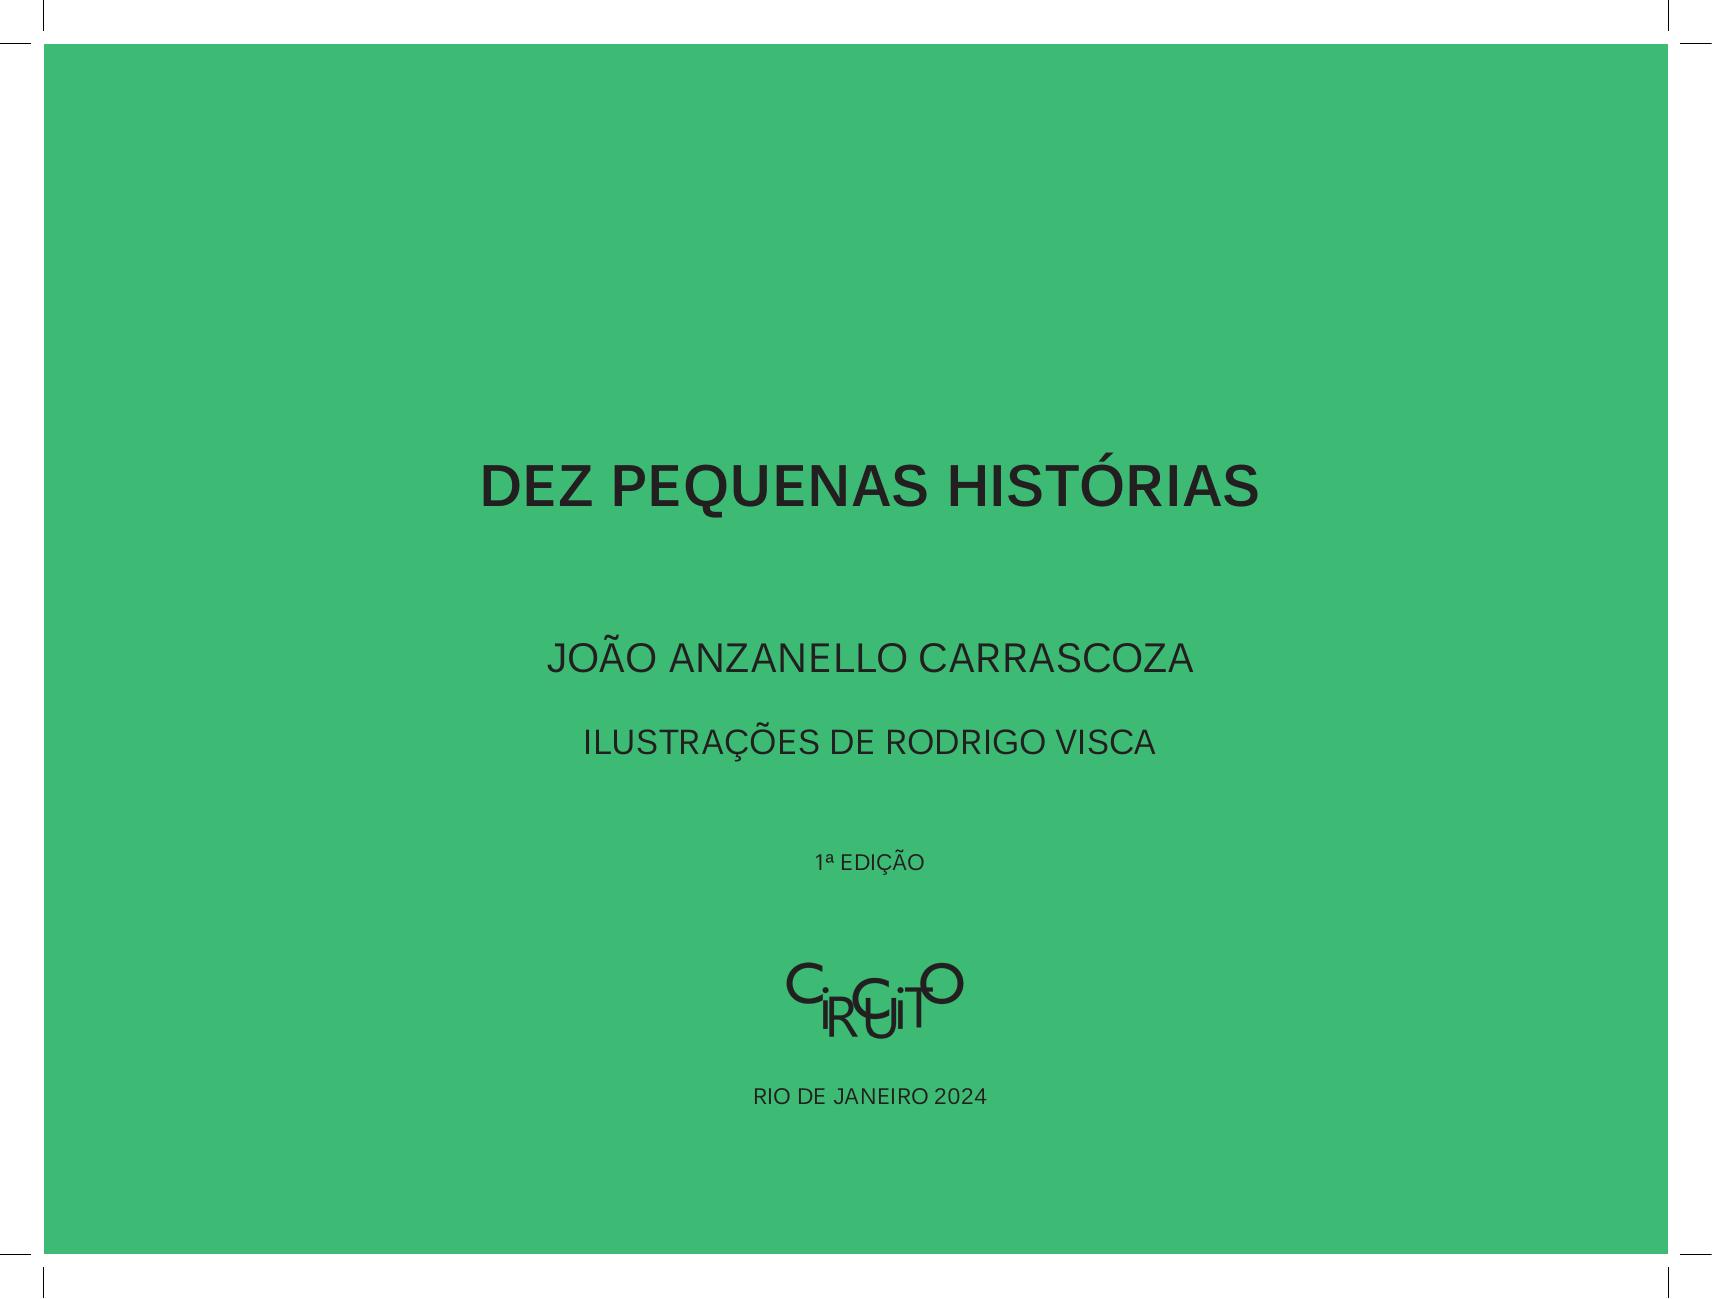 DEZ PEQUENAS HISTÓRIAS
JOÃO ANZANELLO CARRASCOZA
ILUSTRAÇÕES DE RODRIGO VISCA
1ª EDIÇÃO
CiRCUiTO
RIO DE JANEIRO 2024